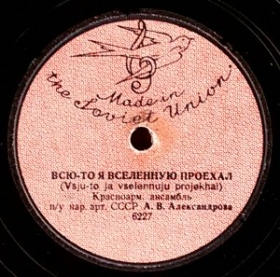 Made in
the Soviet Union
ВСЮ-ТО Я ВСЕЛЕННУЮ ПРОЕХАЛ
(Vsju-to ja vselennuju projekhal)
Красноарм. ансамбль
п/у нар. арт. СССР А. В. Александрова
6227